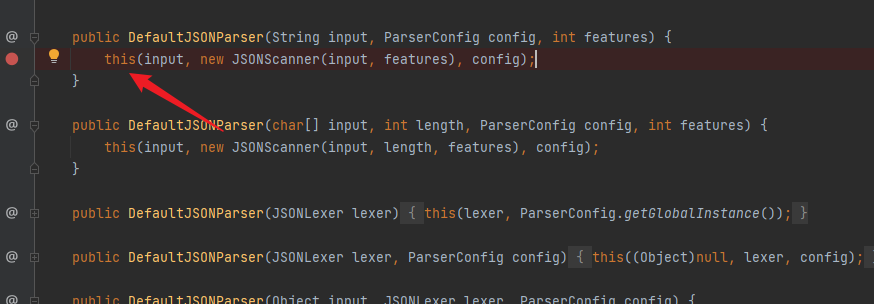 public DefaultJSONParser(String input, ParserConfig config, int features) {
this(input, new JSONScanner(input, features), config);
}
public DefaultJSONParser(char[] input, int length, ParserConfig config, int features) {
this(input, new JSONScanner(input, length, features), config);
}
public DefaultJSONParser(JSONLexer lexer) { this(lexer, ParserConfig.getGlobalInstance()); }
public DefaultJSONParser(JSONLexer lexer, ParserConfig config) { this((Object)null, lexer, config); }
public DefaultJSONParser(Object input, JSONLexer lexer, ParserConfig config) {